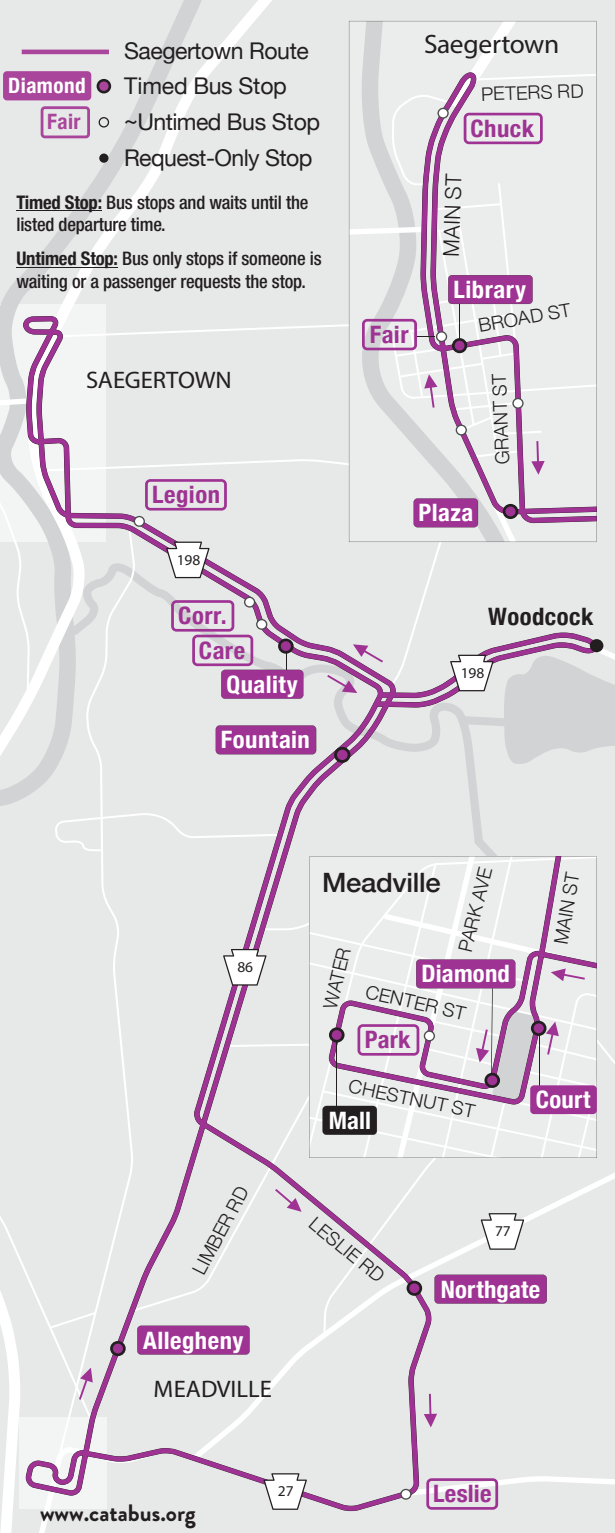 Saegertown Route
Diamond Timed Bus Stop
Fair ~Untimed Bus Stop
Request-Only Stop
Timed Stop: Bus stops and waits until the
listed departure time.
Untimed Stop: Bus only stops if someone is
waiting or a passenger requests the stop.
Saegertown
PETERS RD
Chuck
MAIN ST
Library
BROAD ST
Fair
GRANT ST
Plaza
SAEGERTOWN
Legion
198
Corr.
Care
Quality
Woodcock
198
Fountain
86
Meadville
PARK AVE
MAIN ST
Diamond
WATER
CENTER ST
Park
CHESTNUT ST
Court
Mall
LIMBER RD
LESLIE RD
77
Northgate
Allegheny
MEADVILLE
27
Leslie
www.catabus.org